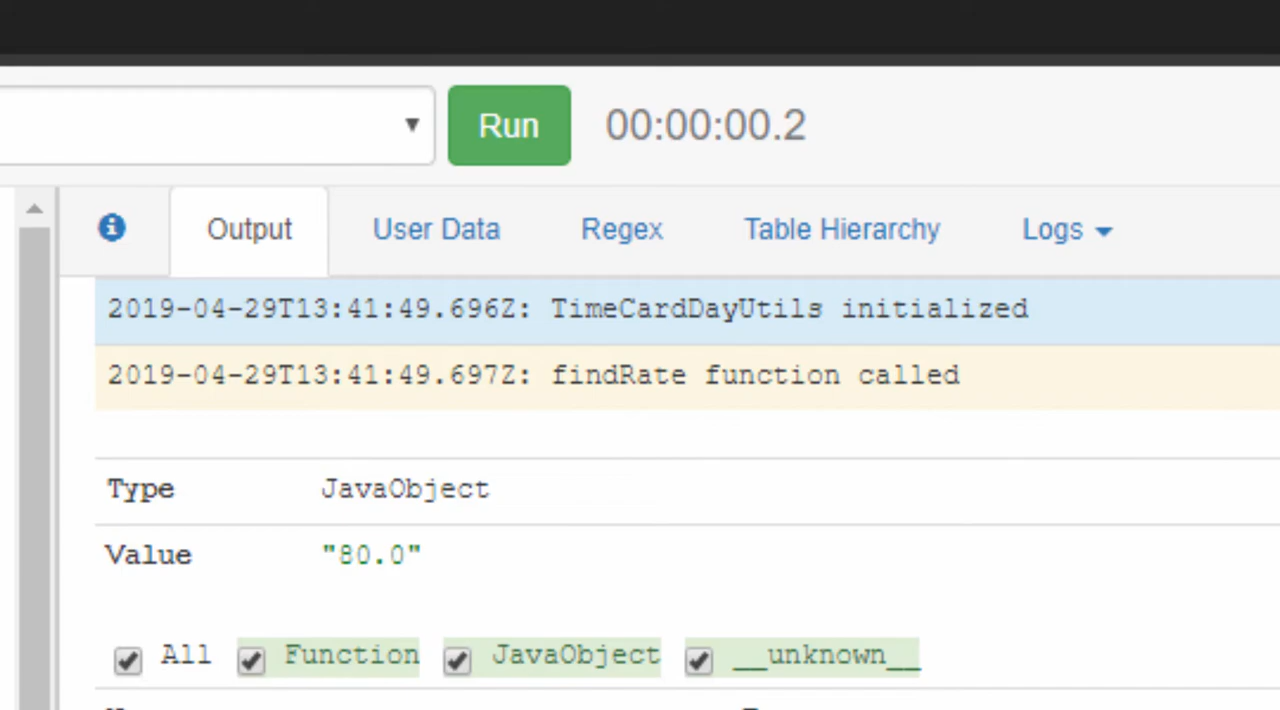 Run 00:00:00.2
Output User Data Regex Table Hierarchy Logs
2019-04-29T13:41:49.696Z: TimeCardDayUtils initialized
2019-04-29T13:41:49.697Z: findRate function called
Type JavaObject
Value "80.0"
All Function JavaObject __unknown__